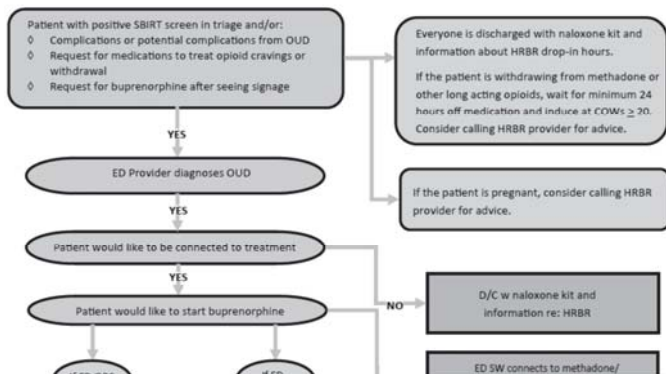 Patient with positive SBIRT screen in triage and/or:
◊ Complications or potential complications from OUD
◊ Request for medications to treat opioid cravings or
withdrawal
◊ Request for buprenorphine after seeing signage
Everyone is discharged with naloxone kit and
information about HRBR drop-in hours.
If the patient is withdrawing from methadone or
other long acting opioids, wait for minimum 24
hours off medication and induce at COWs ≥ 20.
Consider calling HRBR provider for advice.
YES
ED Provider diagnoses OUD
If the patient is pregnant, consider calling HRBR
provider for advice.
YES
Patient would like to be connected to treatment
YES
NO
D/C w naloxone kit and
information re: HRBR
Patient would like to start buprenorphine
If ED
ED SW connects to methadone/